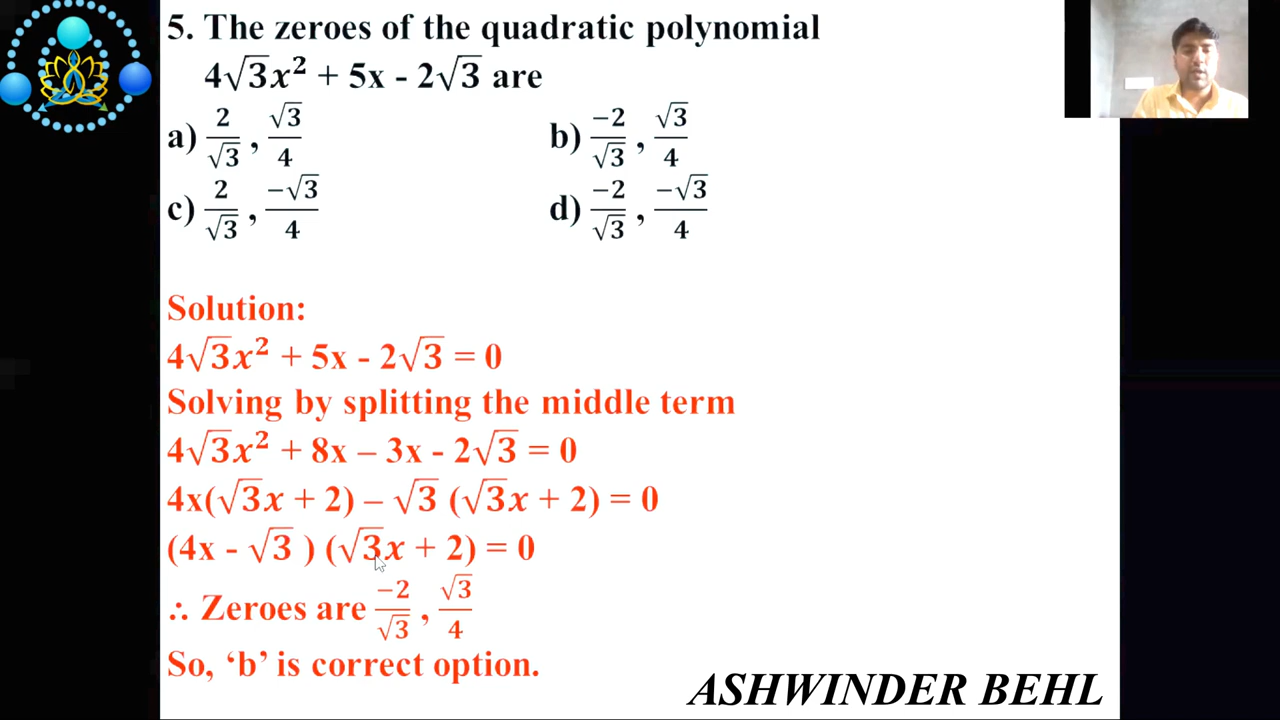 5. The zeroes of the quadratic polynomial
4√3x² + 5x - 2√3 are
a) 2/√3 , √3/4 b) −2/√3 , √3/4
c) 2/√3 , −√3/4 d) −2/√3 , −√3/4
Solution:
4√3x² + 5x - 2√3 = 0
Solving by splitting the middle term
4√3x² + 8x – 3x - 2√3 = 0
4x(√3x + 2) – √3 (√3x + 2) = 0
(4x - √3 ) (√3x + 2) = 0
∴ Zeroes are −2/√3 , √3/4
So, ‘b’ is correct option.
ASHWINDER BEHL